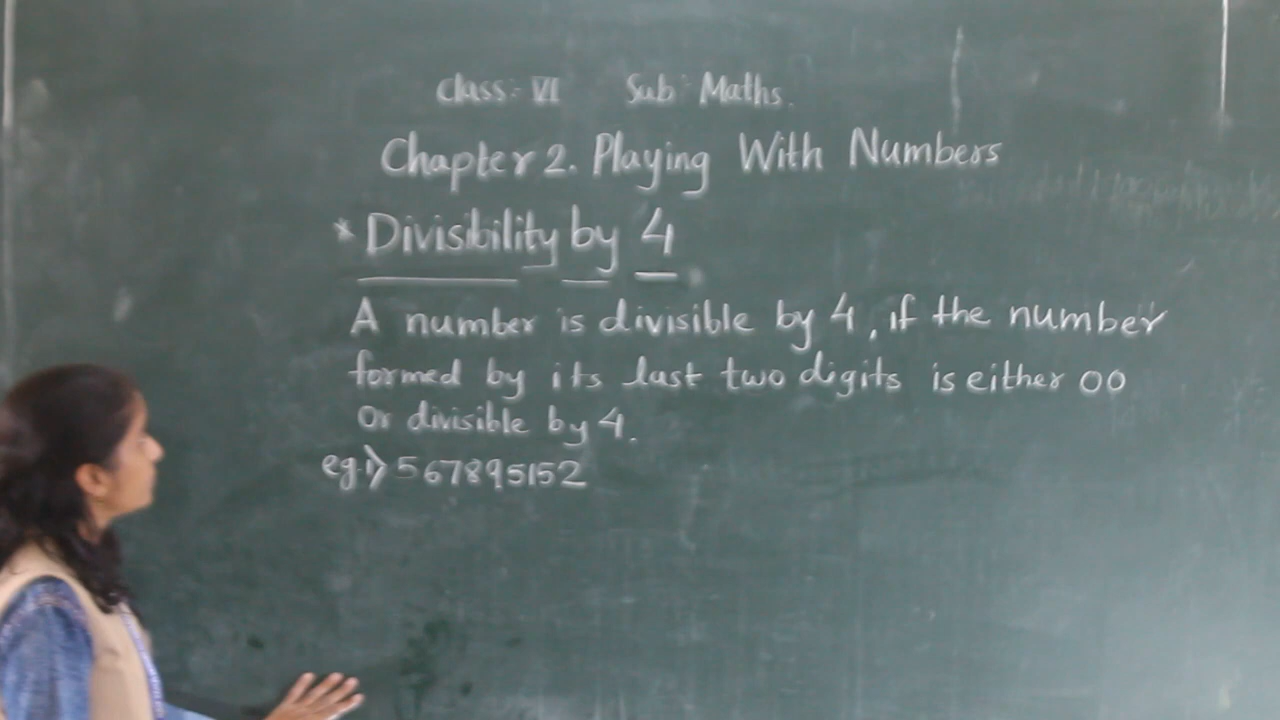 Class: VI Sub: Maths.
Chapter 2. Playing With Numbers
* Divisibility by 4
A number is divisible by 4, if the number
formed by its last two digits is either 00
Or divisible by 4.
eg.1) 567895152